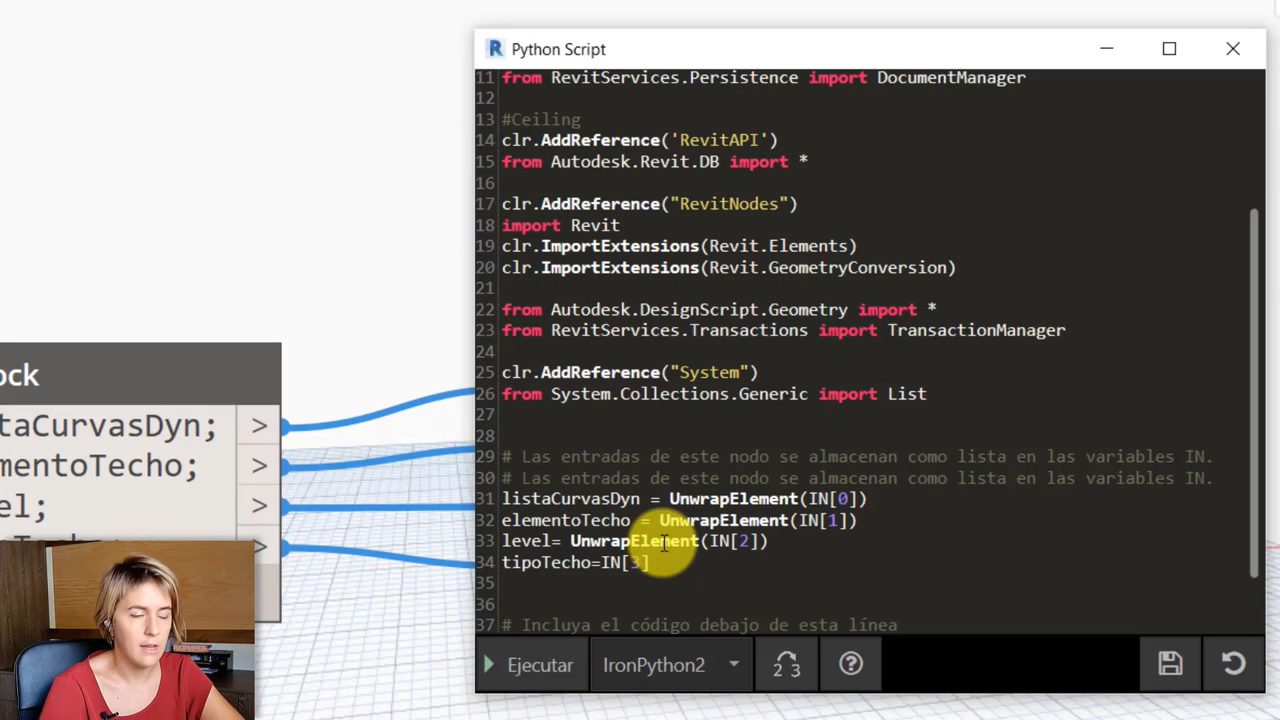 Python Script
11 from RevitServices.Persistence import DocumentManager
12
13 #Ceiling
14 clr.AddReference('RevitAPI')
15 from Autodesk.Revit.DB import *
16
17 clr.AddReference("RevitNodes")
18 import Revit
19 clr.ImportExtensions(Revit.Elements)
20 clr.ImportExtensions(Revit.GeometryConversion)
21
22 from Autodesk.DesignScript.Geometry import *
23 from RevitServices.Transactions import TransactionManager
24
25 clr.AddReference("System")
26 from System.Collections.Generic import List
27
28
29 # Las entradas de este nodo se almacenan como lista en las variables IN.
30 # Las entradas de este nodo se almacenan como lista en las variables IN.
31 listaCurvasDyn = UnwrapElement(IN[0])
32 elementoTecho = UnwrapElement(IN[1])
33 level= UnwrapElement(IN[2])
34 tipoTecho=IN[3]
35
36
37 # Incluya el código debajo de esta línea
Ejecutar IronPython2 2 3
ock
taCurvasDyn; >
mentoTecho; >
el; >
>